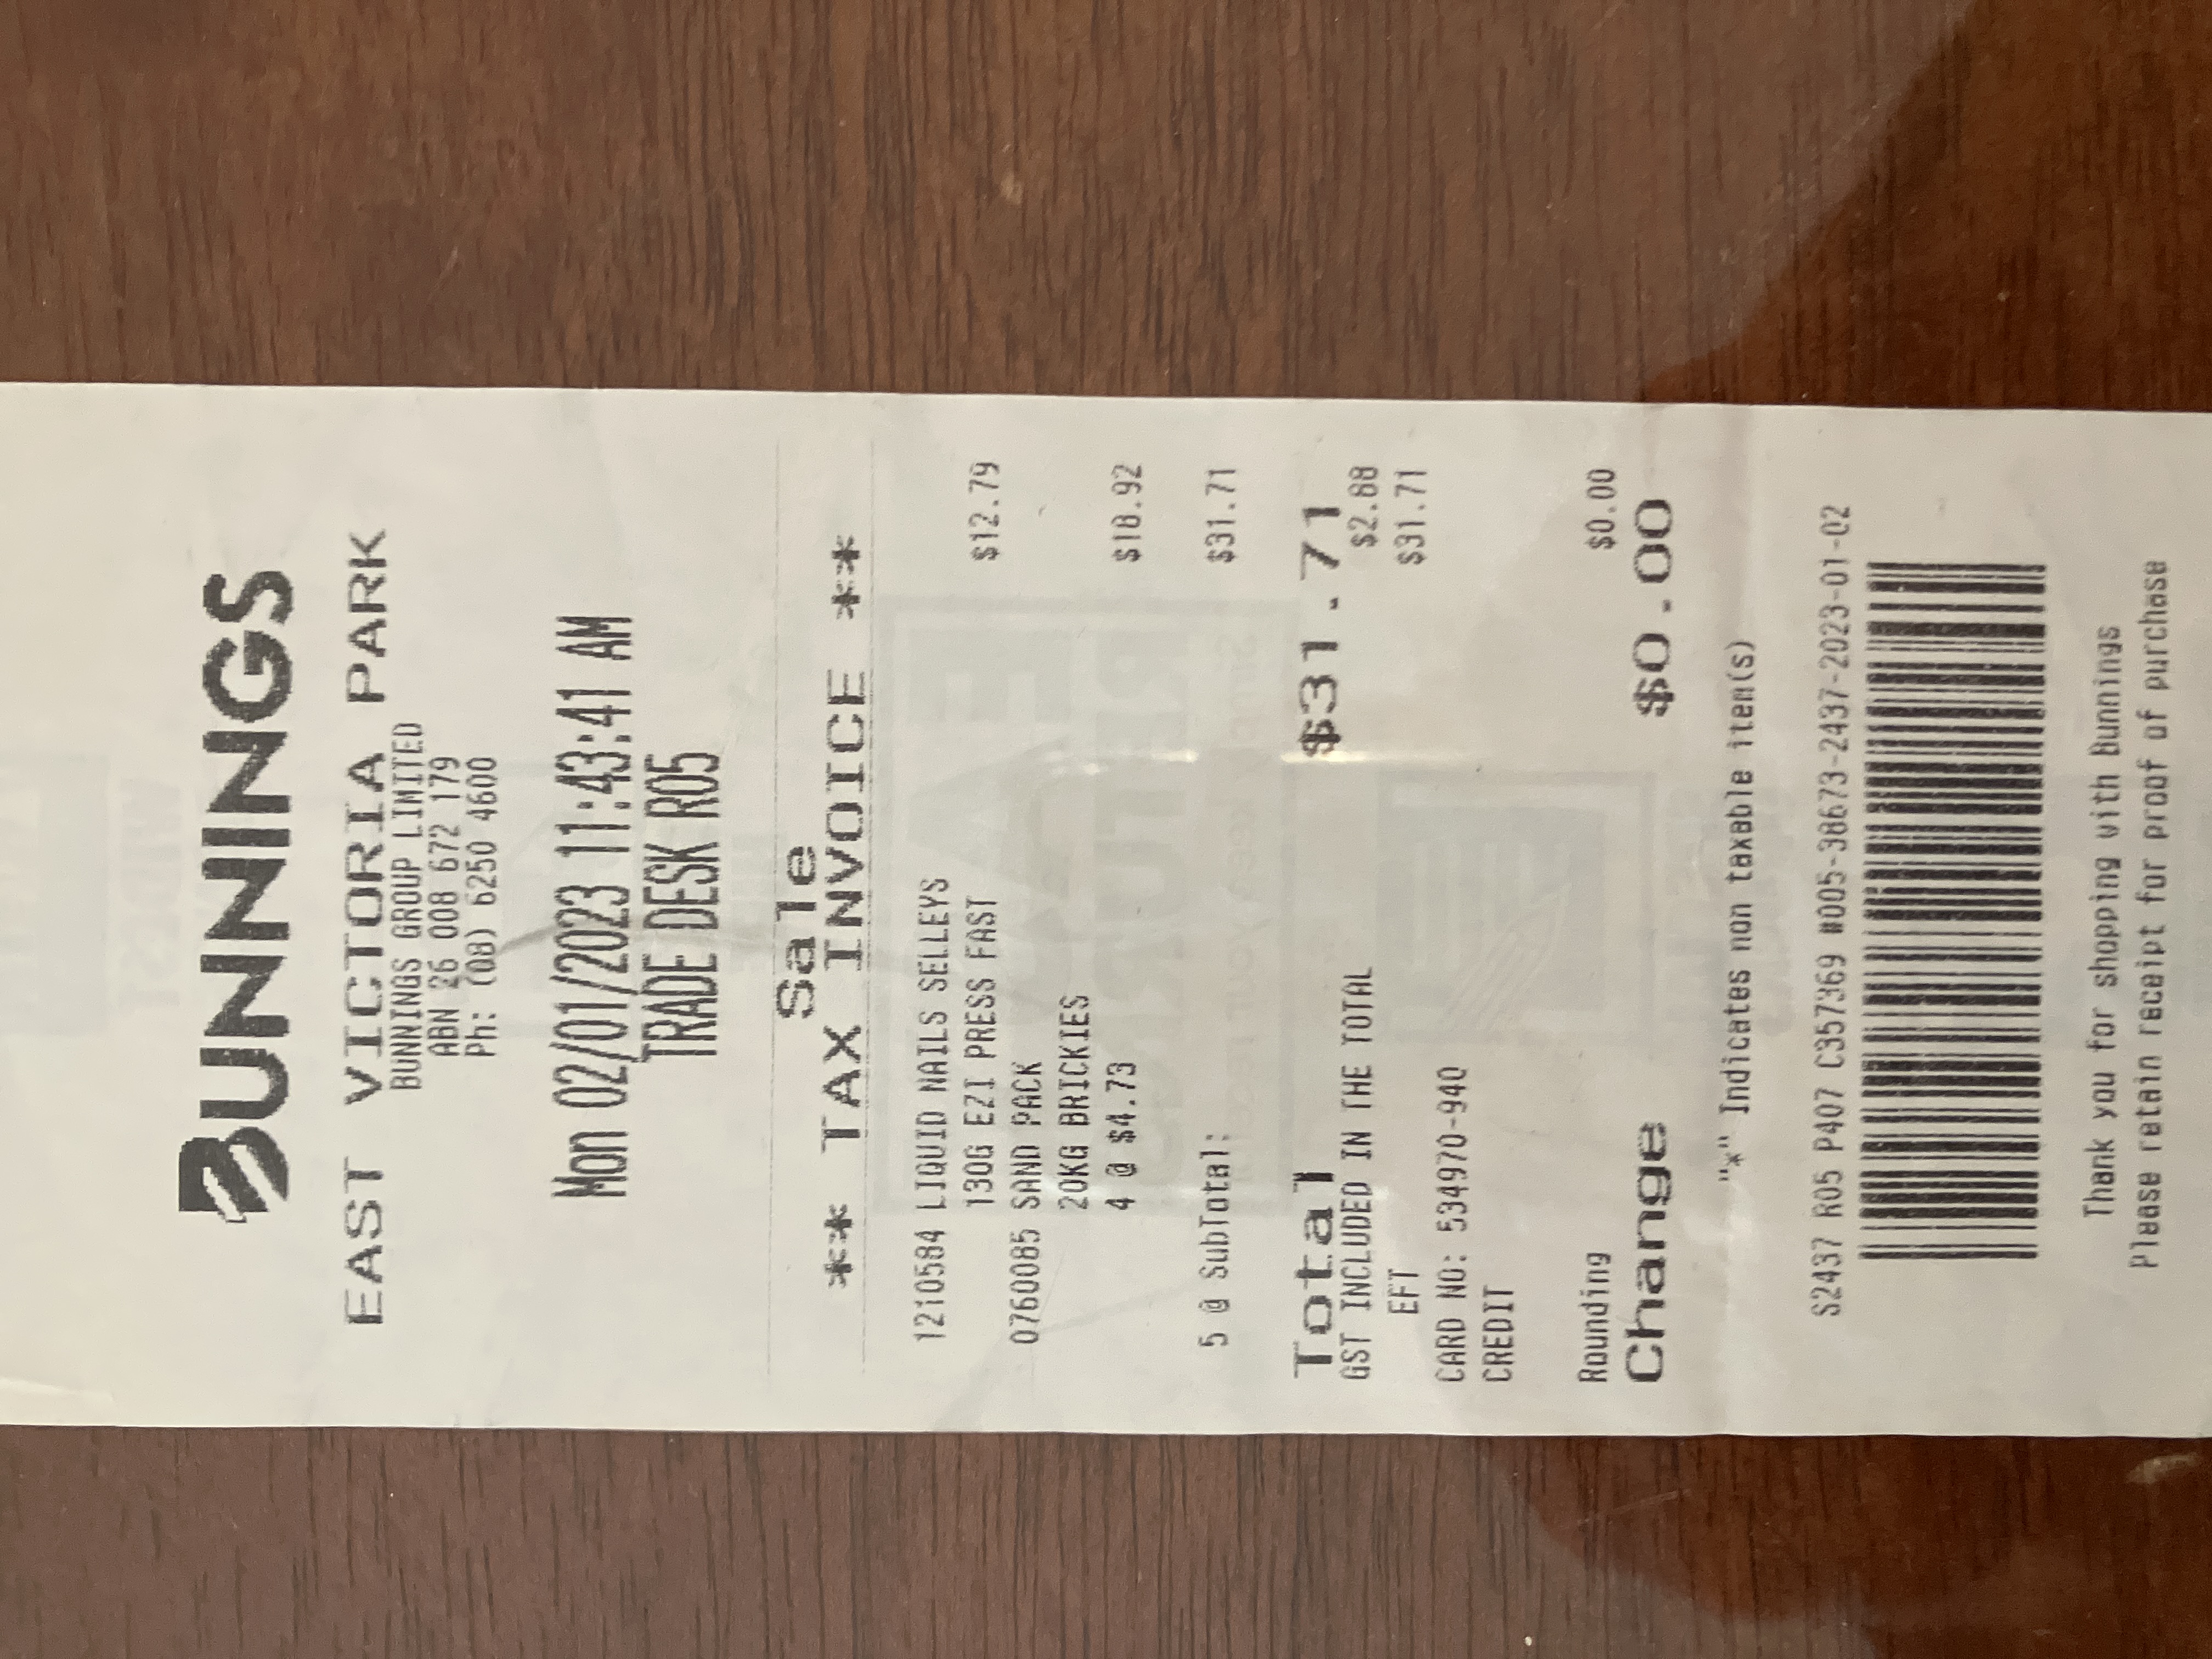 BUNNINGS
EAST VICTORIA PARK
BUNNINGS GROUP LIMITED
ABN 26 008 672 179
Ph: (08) 6250 4600
Mon 02/01/2023 11:43:41 AM
TRADE DESK R05
Sale
** TAX INVOICE **
1210584 LIQUID NAILS SELLEYS
130G EZI PRESS FAST $12.79
0760085 SAND PACK
20KG BRICKIES
4 @ $4.73 $18.92
5 @ SubTotal: $31.71
Total $31.71
GST INCLUDED IN THE TOTAL $2.88
EFT $31.71
CARD NO: 534970-940
CREDIT
Rounding $0.00
Change $0.00
"*" Indicates non taxable item(s)
S2437 R05 P407 C357369 #005-38673-2437-2023-01-02
Thank you for shopping with Bunnings
Please retain receipt for proof of purchase